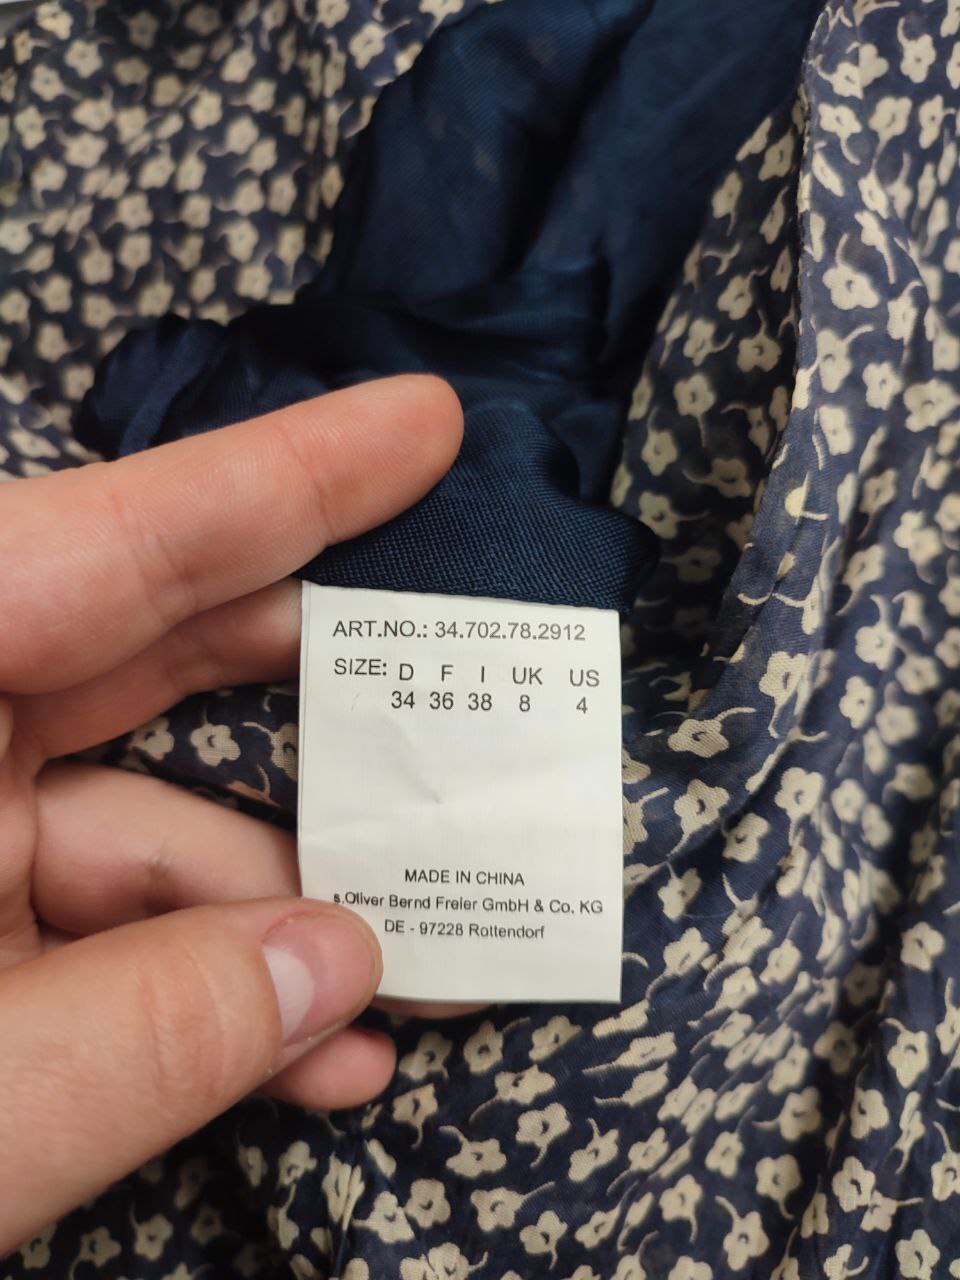 ART.NO.: 34.702.78.2912
SIZE: D F I UK US
34 36 38 8 4
MADE IN CHINA
s.Oliver Bernd Freier GmbH & Co. KG
DE - 97228 Rottendorf